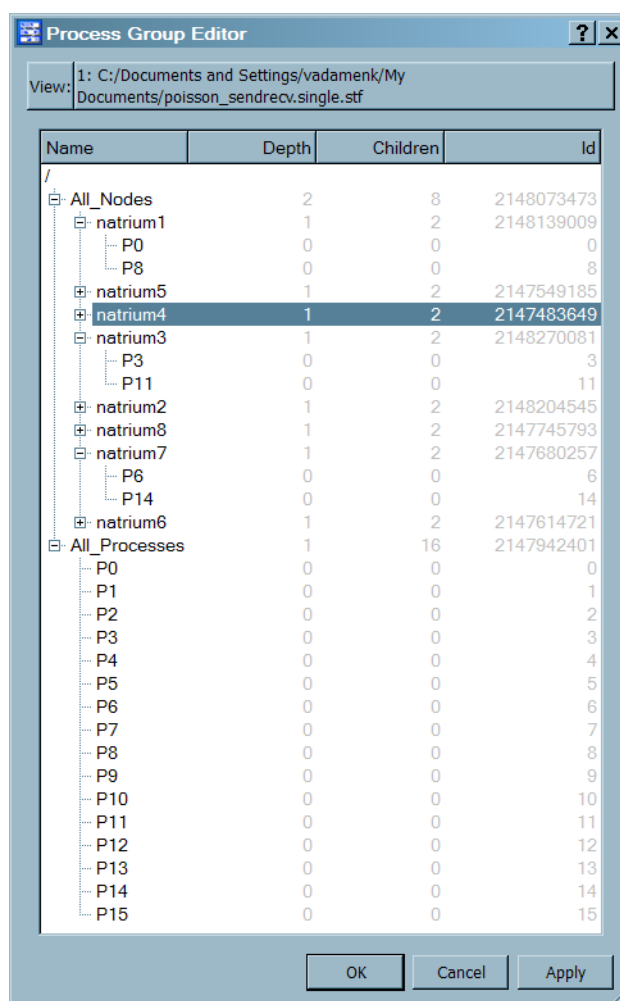 Process Group Editor
? x
View: 1: C:/Documents and Settings/vadamenk/My
Documents/poisson_sendrecv.single.stf
Name Depth Children Id
/
All_Nodes 2 8 2148073473
natrium1 1 2 2148139009
P0 0 0 0
P8 0 0 8
natrium5 1 2 2147549185
natrium4 1 2 2147483649
natrium3 1 2 2148270081
P3 0 0 3
P11 0 0 11
natrium2 1 2 2148204545
natrium8 1 2 2147745793
natrium7 1 2 2147680257
P6 0 0 6
P14 0 0 14
natrium6 1 2 2147614721
All_Processes 1 16 2147942401
P0 0 0 0
P1 0 0 1
P2 0 0 2
P3 0 0 3
P4 0 0 4
P5 0 0 5
P6 0 0 6
P7 0 0 7
P8 0 0 8
P9 0 0 9
P10 0 0 10
P11 0 0 11
P12 0 0 12
P13 0 0 13
P14 0 0 14
P15 0 0 15
OK Cancel Apply